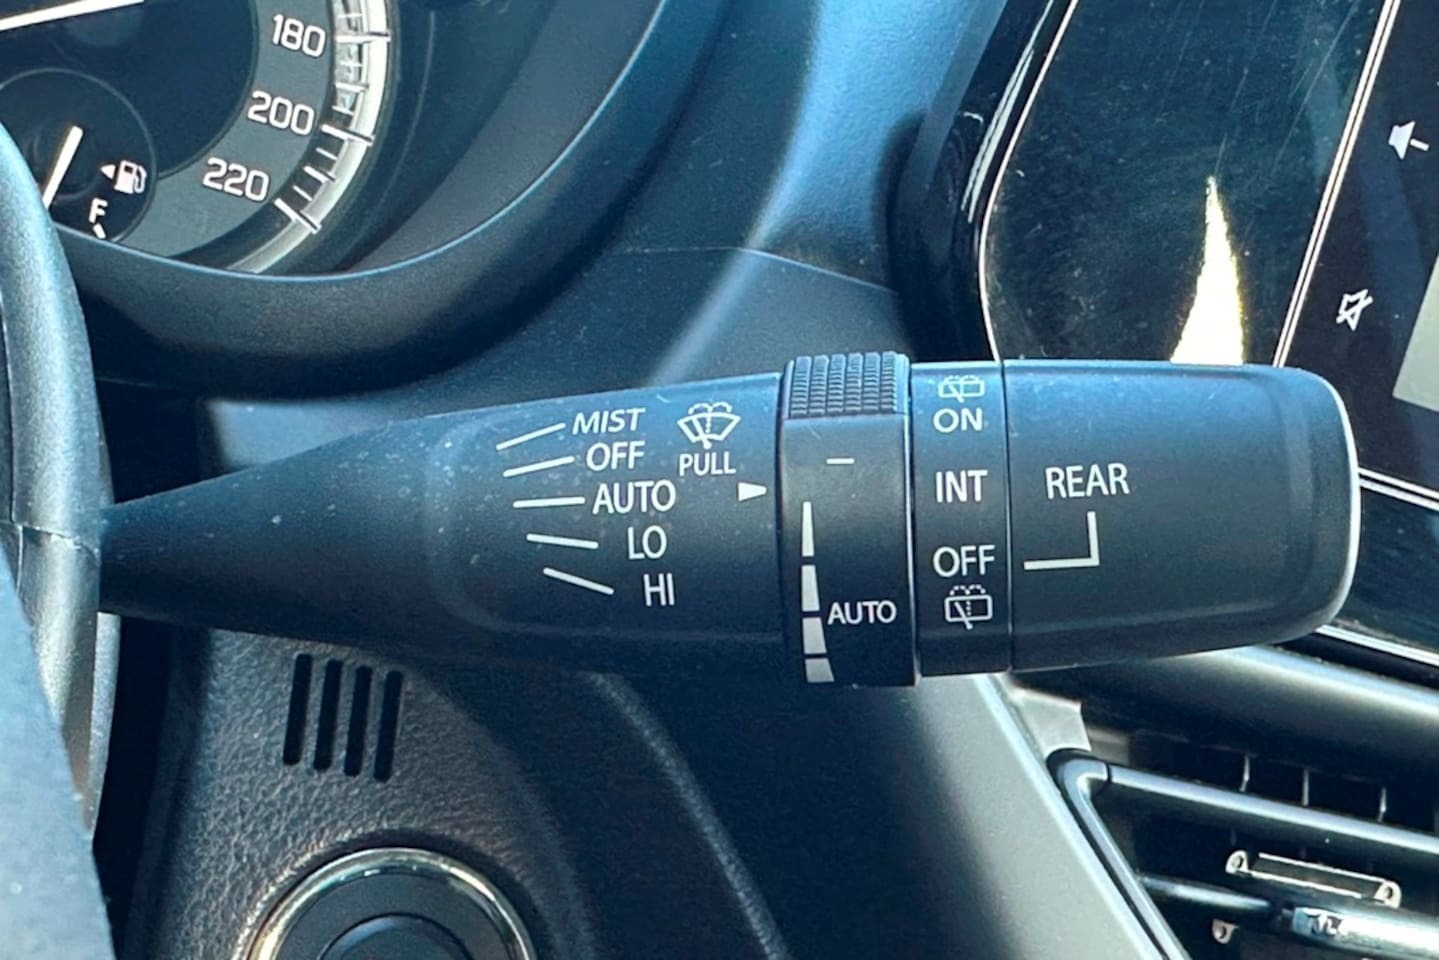 180
200
220
F
MIST
OFF
AUTO
LO
HI
PULL
AUTO
ON
INT
OFF
REAR